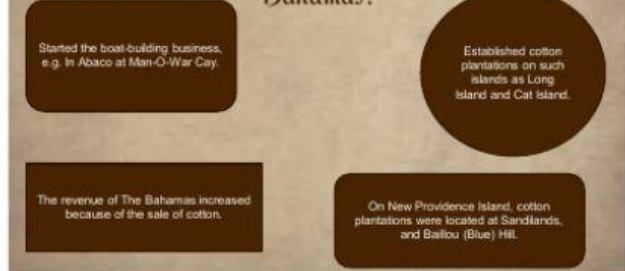 Bahamas?
Started the boat-building business,
e.g. In Abaco at Man-O-War Cay.
Established cotton
plantations on such
islands as Long
Island and Cat Island.
The revenue of The Bahamas increased
because of the sale of cotton.
On New Providence Island, cotton
plantations were located at Sandilands,
and Baillou (Blue) Hill.